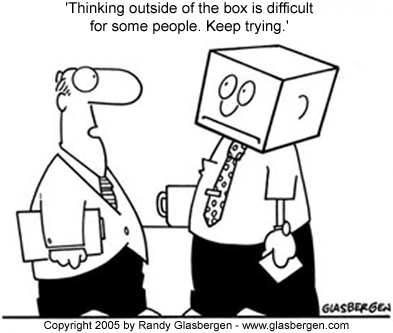 'Thinking outside of the box is difficult
for some people. Keep trying.'
GLASBERGEN
Copyright 2005 by Randy Glasbergen - www.glasbergen.com